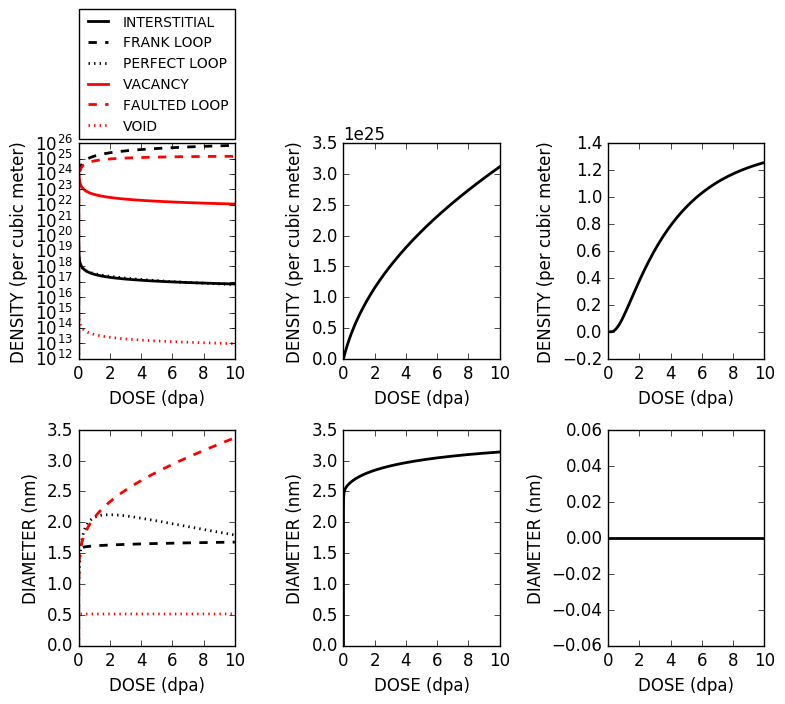 INTERSTITIAL
FRANK LOOP
PERFECT LOOP
VACANCY
FAULTED LOOP
VOID
DENSITY (per cubic meter)
10^26
10^25
10^24
10^23
10^22
10^21
10^20
10^19
10^18
10^17
10^16
10^15
10^14
10^13
10^12
0 2 4 6 8 10
DOSE (dpa)
1e25
DENSITY (per cubic meter)
3.5
3.0
2.5
2.0
1.5
1.0
0.5
0.0
0 2 4 6 8 10
DOSE (dpa)
DENSITY (per cubic meter)
1.4
1.2
1.0
0.8
0.6
0.4
0.2
0.0
−0.2
0 2 4 6 8 10
DOSE (dpa)
DIAMETER (nm)
3.5
3.0
2.5
2.0
1.5
1.0
0.5
0.0
0 2 4 6 8 10
DOSE (dpa)
DIAMETER (nm)
3.5
3.0
2.5
2.0
1.5
1.0
0.5
0.0
0 2 4 6 8 10
DOSE (dpa)
DIAMETER (nm)
0.06
0.04
0.02
0.00
−0.02
−0.04
−0.06
0 2 4 6 8 10
DOSE (dpa)